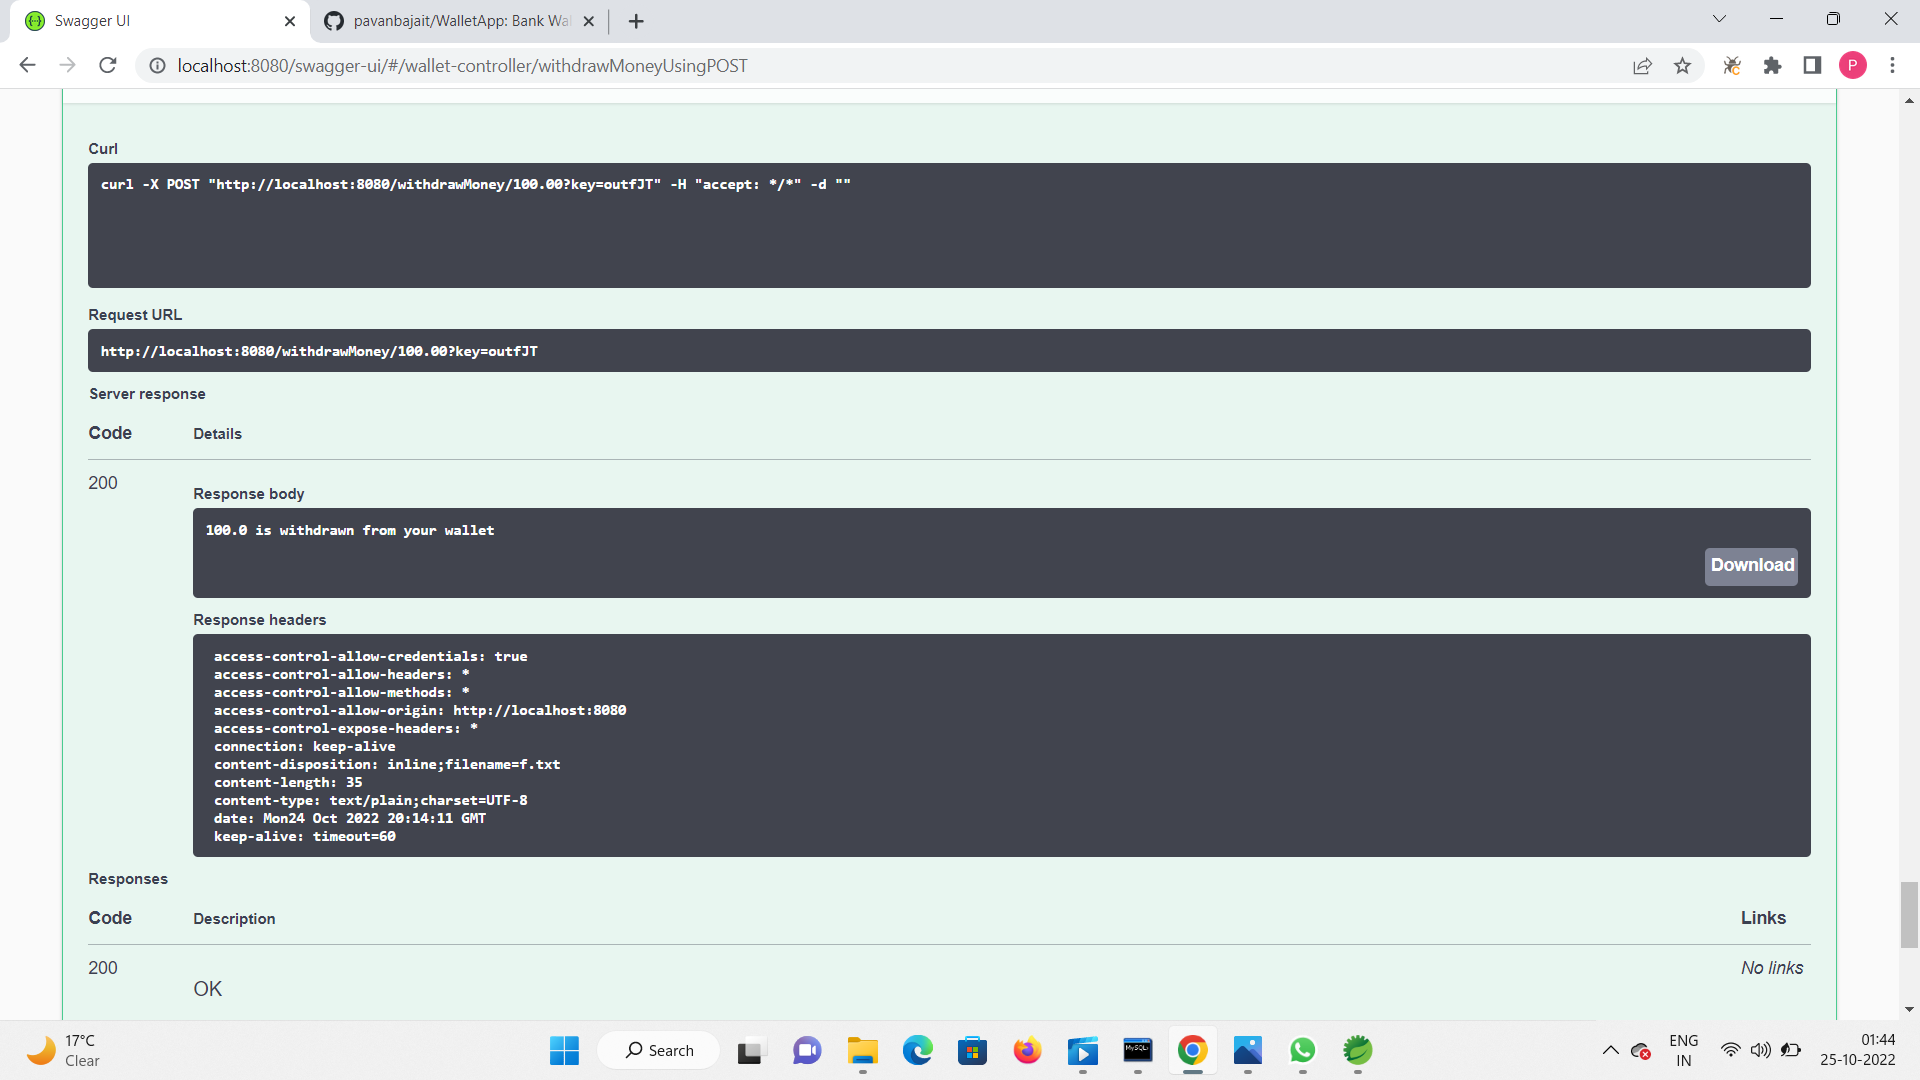 Swagger UI
pavanbajait/WalletApp: Bank Wal
localhost:8080/swagger-ui/#/wallet-controller/withdrawMoneyUsingPOST
P
Curl
curl -X POST "http://localhost:8080/withdrawMoney/100.00?key=outfJT" -H "accept: */*" -d ""
Request URL
http://localhost:8080/withdrawMoney/100.00?key=outfJT
Server response
Code Details
200
Response body
100.0 is withdrawn from your wallet
Download
Response headers
access-control-allow-credentials: true
access-control-allow-headers: *
access-control-allow-methods: *
access-control-allow-origin: http://localhost:8080
access-control-expose-headers: *
connection: keep-alive
content-disposition: inline;filename=f.txt
content-length: 35
content-type: text/plain;charset=UTF-8
date: Mon24 Oct 2022 20:14:11 GMT
keep-alive: timeout=60
Responses
Code Description Links
200 No links
OK
17°C
Clear
Search
ENG
IN
01:44
25-10-2022